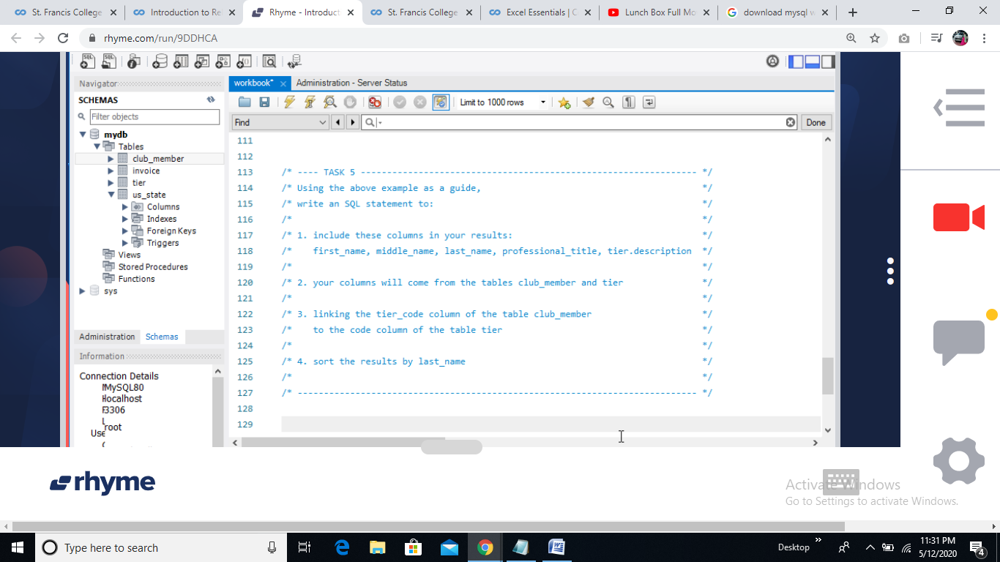 St. Francis College
Introduction to Re
Rhyme - Introduct
St. Francis College
Excel Essentials | C
Lunch Box Full Mo
download mysql w
rhyme.com/run/9DDHCA
Navigator
SCHEMAS
Filter objects
mydb
Tables
club_member
invoice
tier
us_state
Columns
Indexes
Foreign Keys
Triggers
Views
Stored Procedures
Functions
sys
Administration Schemas
Information
Connection Details
MySQL80
localhost
3306
root
Use
workbook* Administration - Server Status
Limit to 1000 rows
Find Done
111
112
113 /* ---- TASK 5 ---------------------------------------------------------------- */
114 /* Using the above example as a guide, */
115 /* write an SQL statement to: */
116 /* */
117 /* 1. include these columns in your results: */
118 /* first_name, middle_name, last_name, professional_title, tier.description */
119 /* */
120 /* 2. your columns will come from the tables club_member and tier */
121 /* */
122 /* 3. linking the tier_code column of the table club_member */
123 /* to the code column of the table tier */
124 /* */
125 /* 4. sort the results by last_name */
126 /* */
127 /* ---------------------------------------------------------------------------- */
128
129
rhyme
Activate Windows
Go to Settings to activate Windows.
Type here to search
Desktop
11:31 PM
5/12/2020
4